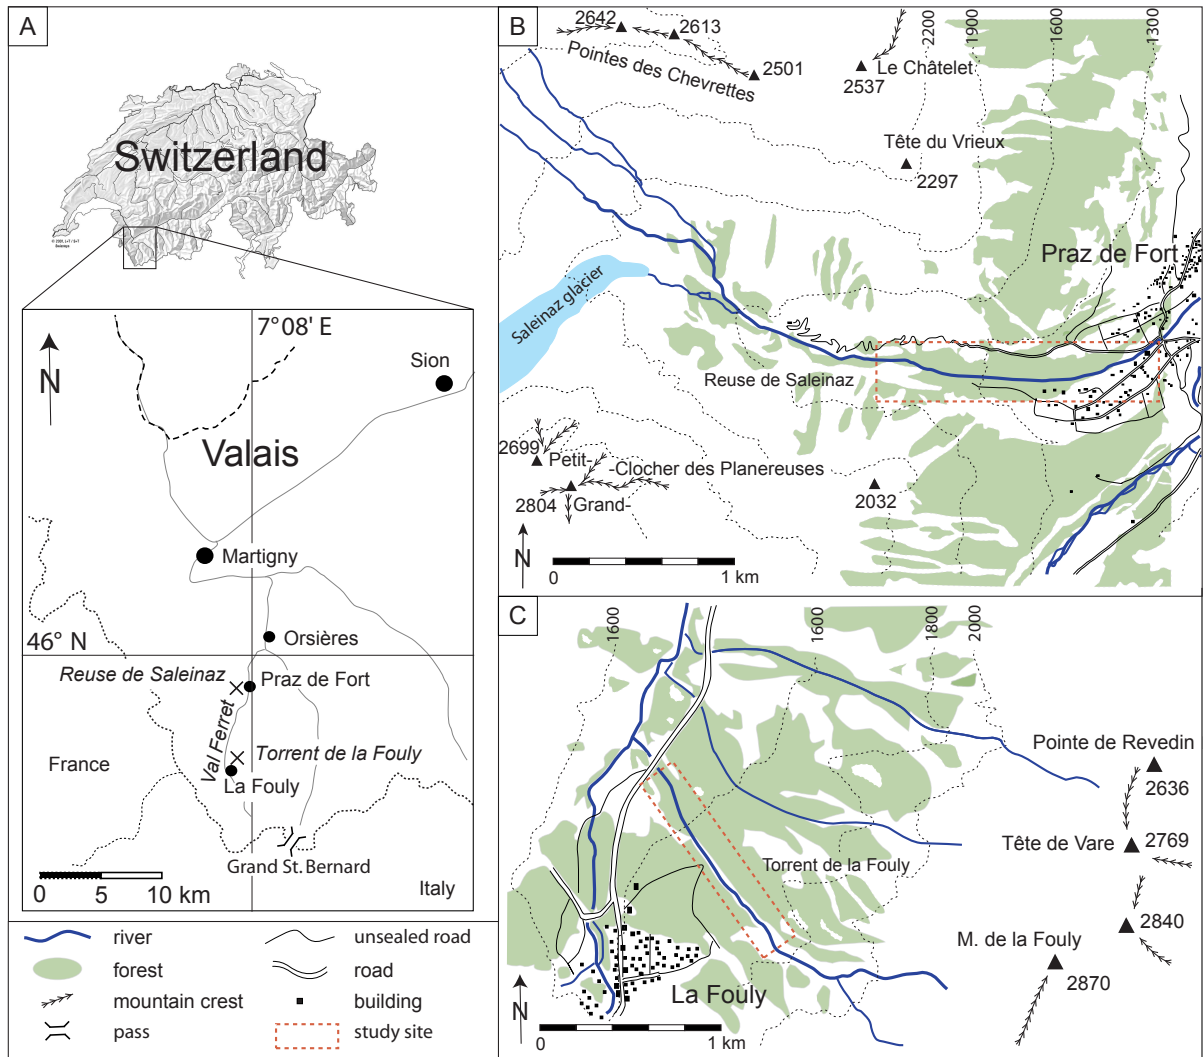 A
Switzerland
© 2001, L+T / S+T
7°08' E
N
Sion
Valais
Martigny
46° N
Orsières
Reuse de Saleinaz
Praz de Fort
Val Ferret
Torrent de la Fouly
France
La Fouly
Grand St. Bernard
0 5 10 km
Italy
river
unsealed road
forest
road
mountain crest
building
pass
study site
B
2642
2613
2501
Pointes des Chevrettes
Le Châtelet
2537
2200
1900
1600
1300
Tête du Vrieux
2297
Praz de Fort
Saleinaz glacier
Reuse de Saleinaz
2699
Petit-
-Clocher des Planereuses
2804
Grand-
2032
N
0 1 km
C
1600
1600
1800
2000
Pointe de Revedin
2636
Tête de Vare
2769
Torrent de la Fouly
2840
M. de la Fouly
2870
La Fouly
N
0 1 km